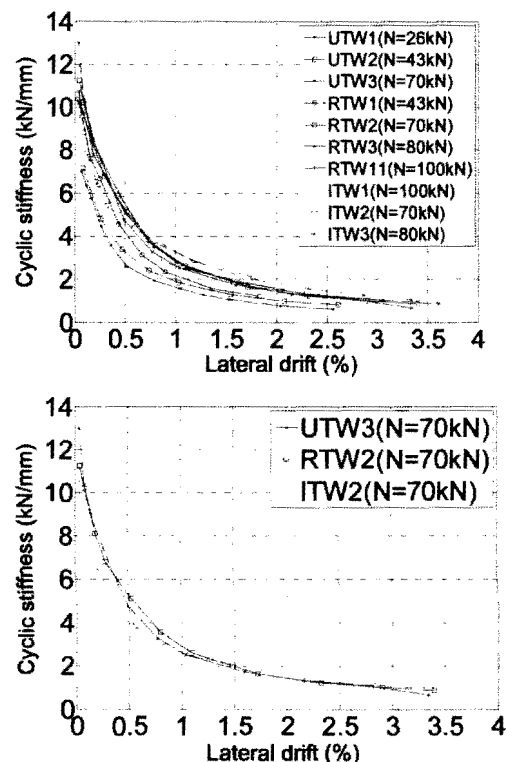 14
12
10
8
6
4
2
0
Cyclic stiffness (kN/mm)
UTW1(N=26kN)
UTW2(N=43kN)
UTW3(N=70kN)
RTW1(N=43kN)
RTW2(N=70kN)
RTW3(N=80kN)
RTW11(N=100kN)
ITW1(N=100kN)
ITW2(N=70kN)
ITW3(N=80kN)
0 0.5 1 1.5 2 2.5 3 3.5 4
Lateral drift (%)
14
12
10
8
6
4
2
0
Cyclic stiffness (kN/mm)
UTW3(N=70kN)
RTW2(N=70kN)
ITW2(N=70kN)
0 0.5 1 1.5 2 2.5 3 3.5 4
Lateral drift (%)